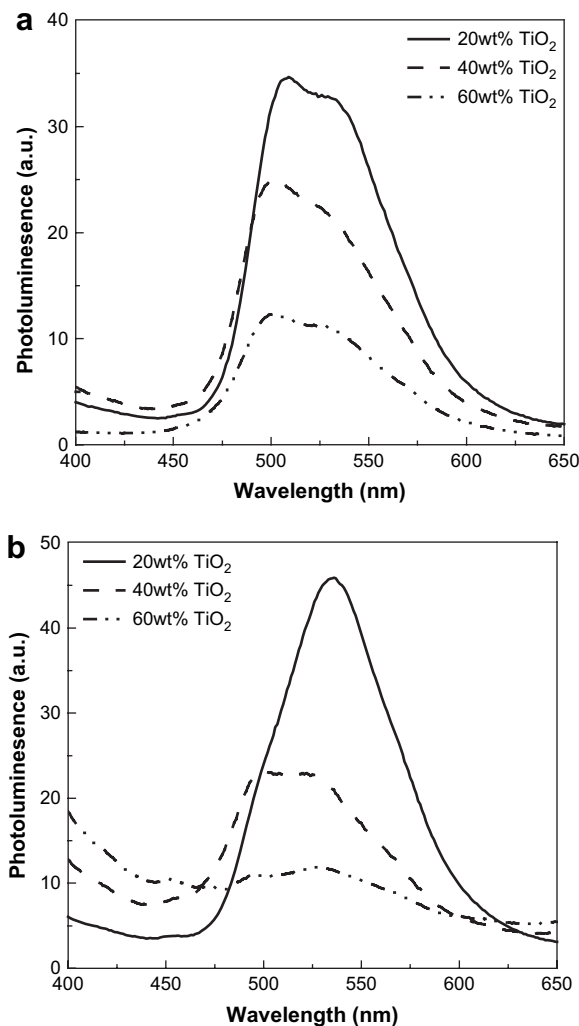 a
40
30
20
10
0
Photoluminesence (a.u.)
20wt% TiO₂
40wt% TiO₂
60wt% TiO₂
400 450 500 550 600 650
Wavelength (nm)
b
50
40
30
20
10
0
Photoluminesence (a.u.)
20wt% TiO₂
40wt% TiO₂
60wt% TiO₂
400 450 500 550 600 650
Wavelength (nm)